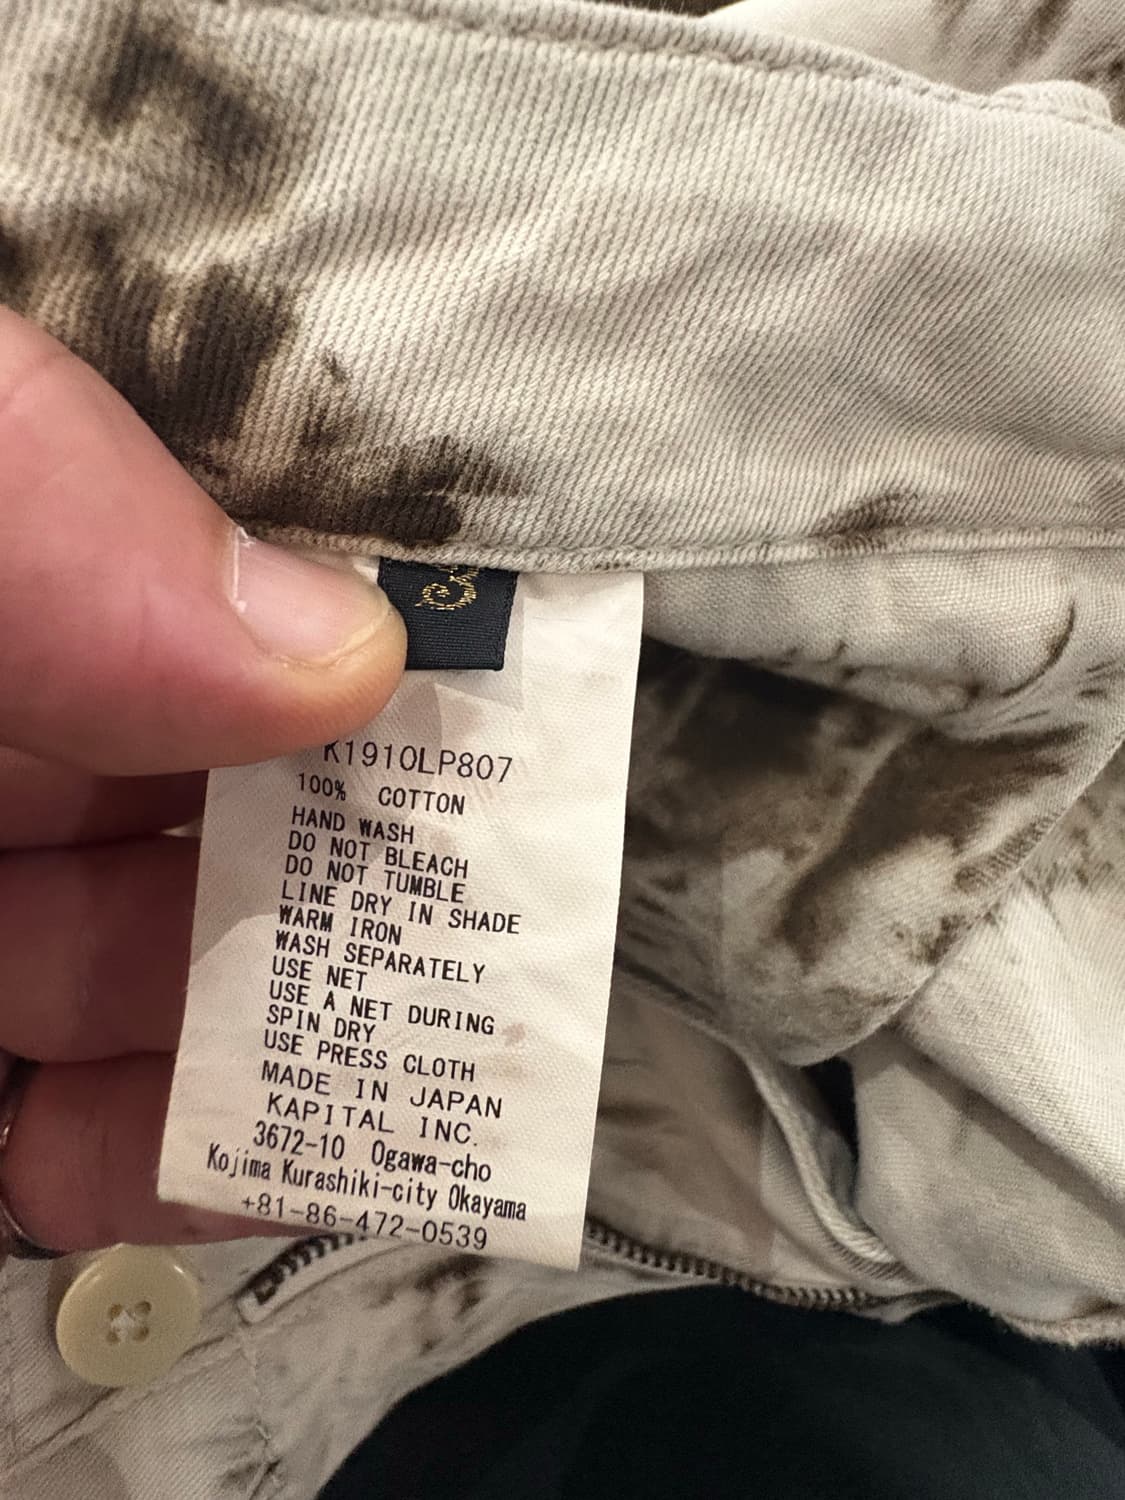 K1910LP807
100% COTTON
HAND WASH
DO NOT BLEACH
DO NOT TUMBLE
LINE DRY IN SHADE
WARM IRON
WASH SEPARATELY
USE NET
USE A NET DURING
SPIN DRY
USE PRESS CLOTH
MADE IN JAPAN
KAPITAL INC.
3672-10 Ogawa-cho
Kojima Kurashiki-city Okayama
+81-86-472-0539